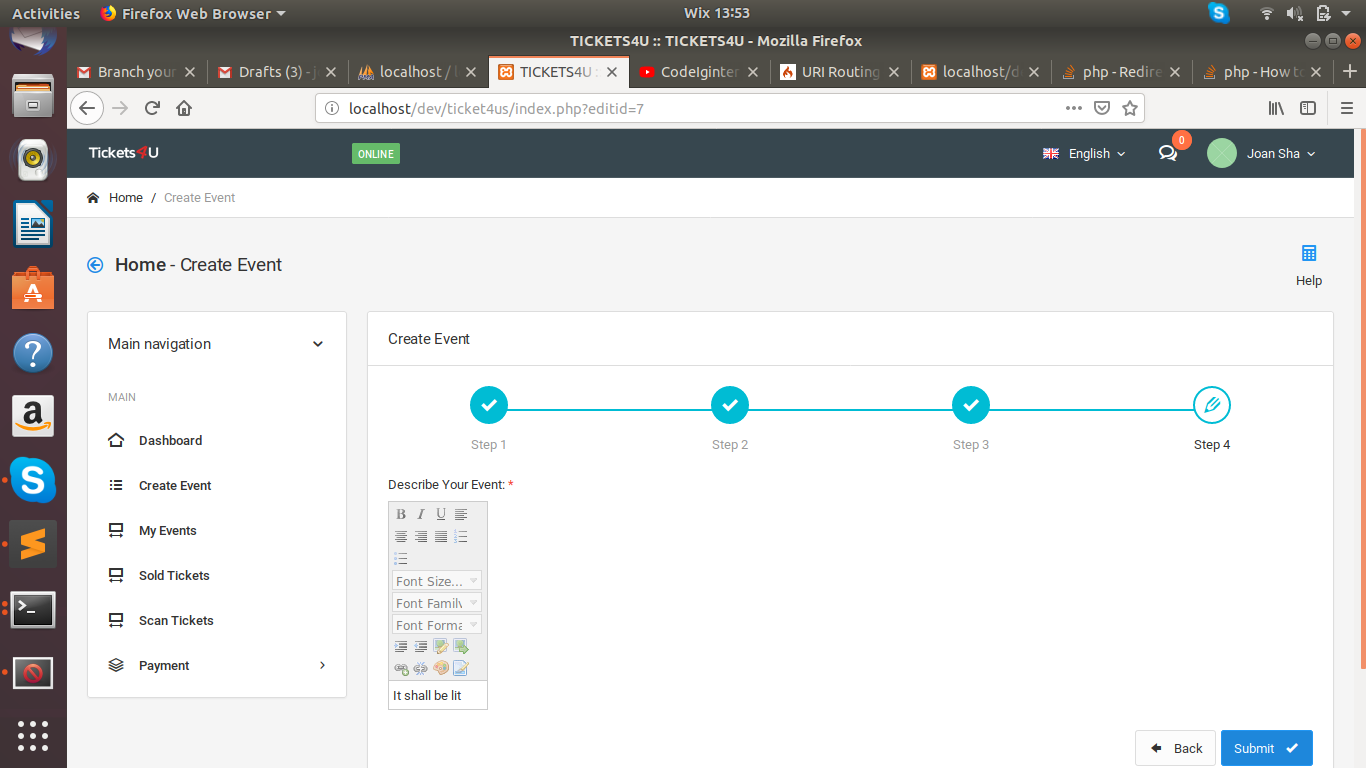 Activities
Firefox Web Browser
Wix 13:53
TICKETS4U :: TICKETS4U - Mozilla Firefox
Branch your
Drafts (3) - j
localhost / l
TICKETS4U :
CodeIginter
URI Routing
localhost/d
php - Redire
php - How to
localhost/dev/ticket4us/index.php?editid=7
Tickets4U
ONLINE
English
0
Joan Sha
Home / Create Event
Home - Create Event
Help
Main navigation
MAIN
Dashboard
Create Event
My Events
Sold Tickets
Scan Tickets
Payment
Create Event
Step 1
Step 2
Step 3
Step 4
Describe Your Event: *
B I U
Font Size...
Font Family
Font Forma
It shall be lit
Back
Submit